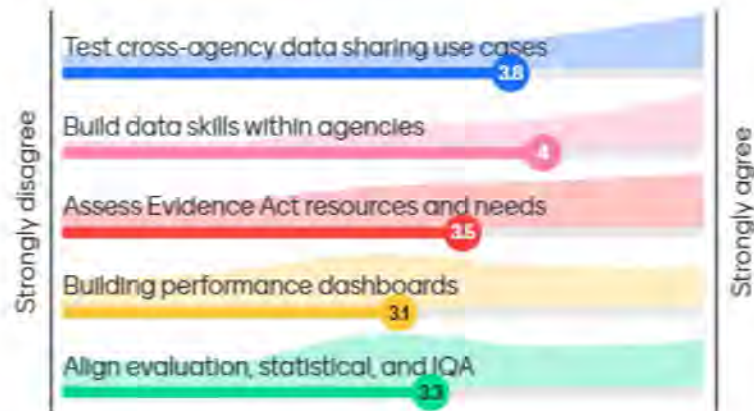 Test cross-agency data sharing use cases
3.8
Build data skills within agencies
4
Assess Evidence Act resources and needs
3.5
Building performance dashboards
3.1
Align evaluation, statistical, and IQA
3.3
Strongly disagree
Strongly agree